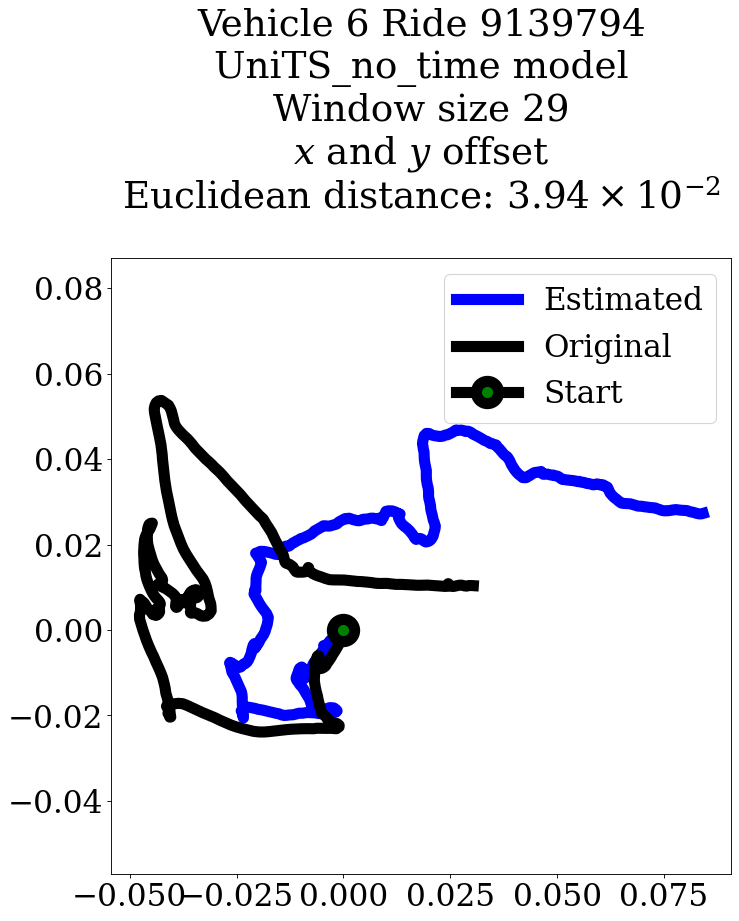 Vehicle 6 Ride 9139794
UniTS_no_time model
Window size 29
x and y offset
Euclidean distance: 3.94 × 10⁻²
Estimated
Original
Start
0.08
0.06
0.04
0.02
0.00
−0.02
−0.04
−0.050 −0.025 0.000 0.025 0.050 0.075